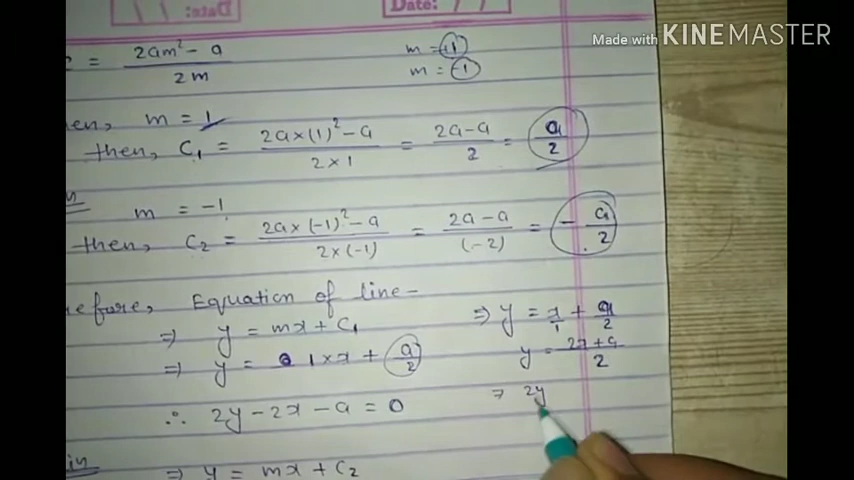 Date:
Date:
Made with KINEMASTER
= (2am² - a) / 2m
m = 1
m = -1
m = 1
then, C₁ = (2a×(1)² - a) / (2×1) = (2a-a) / 2 = a/2
m = -1
then, C₂ = (2a×(-1)² - a) / (2×(-1)) = (2a-a) / (-2) = -a/2
Equation of line-
⇒ y = mx + C₁
⇒ y = 1×x + a/2
∴ 2y - 2x - a = 0
⇒ y = x/1 + a/2
y = (2x+a) / 2
⇒ 2y
⇒ y = mx + C₂